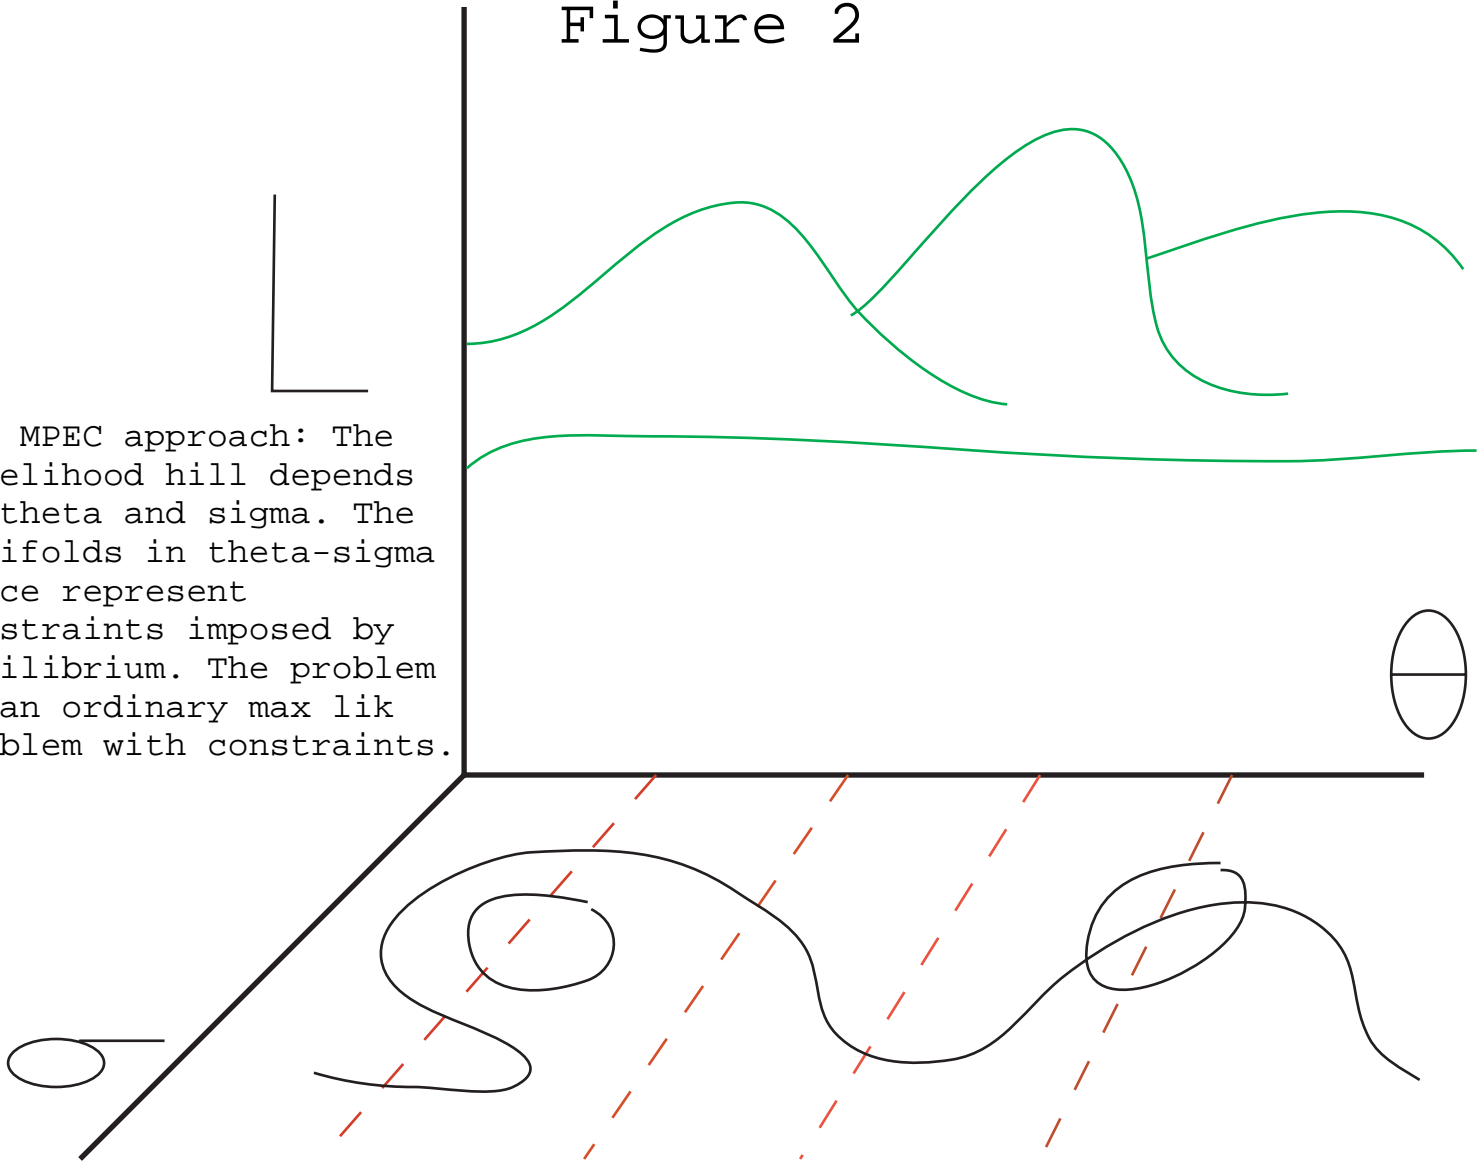 Figure 2
L
MPEC approach: The
elihood hill depends
theta and sigma. The
ifolds in theta-sigma
ce represent
straints imposed by
ilibrium. The problem
an ordinary max lik
blem with constraints.
θ
σ